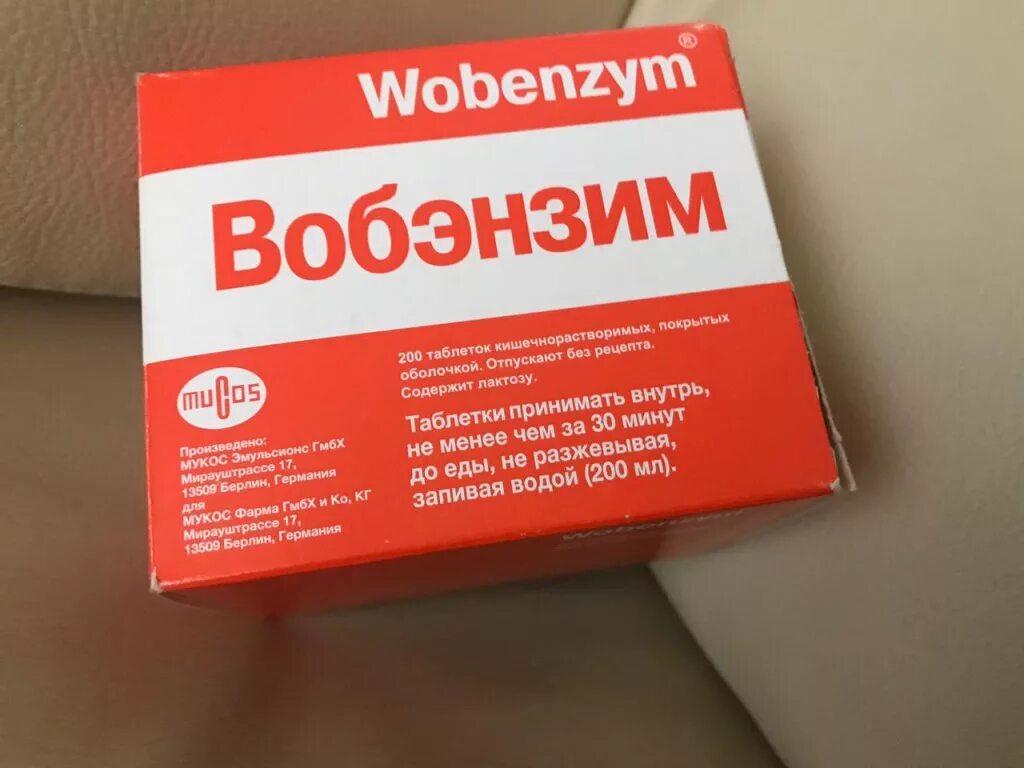 Wobenzym®
Вобэнзим
200 таблеток кишечнорастворимых, покрытых
оболочкой. Отпускают без рецепта.
Содержит лактозу.
Таблетки принимать внутрь,
не менее чем за 30 минут
до еды, не разжевывая,
запивая водой (200 мл).
mucos
Произведено:
МУКОС Эмульсионс ГмбХ
Мирауштрассе 17,
13509 Берлин, Германия
для
МУКОС Фарма ГмбХ и Ко, КГ
Мирауштрассе 17,
13509 Берлин, Германия
Wobenzym